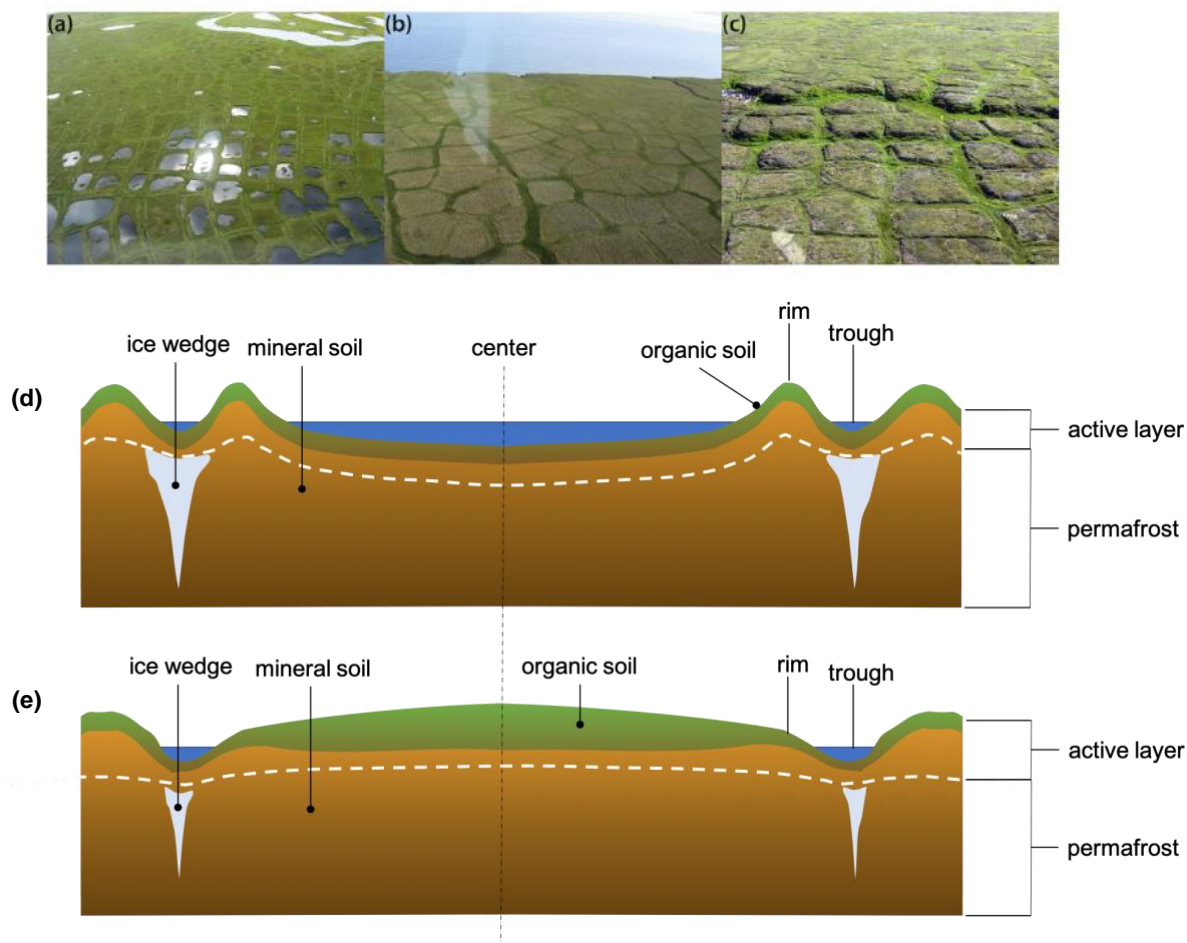 (a)
(b)
(c)
(d)
ice wedge
mineral soil
center
organic soil
rim
trough
active layer
permafrost
(e)
ice wedge
mineral soil
organic soil
rim
trough
active layer
permafrost